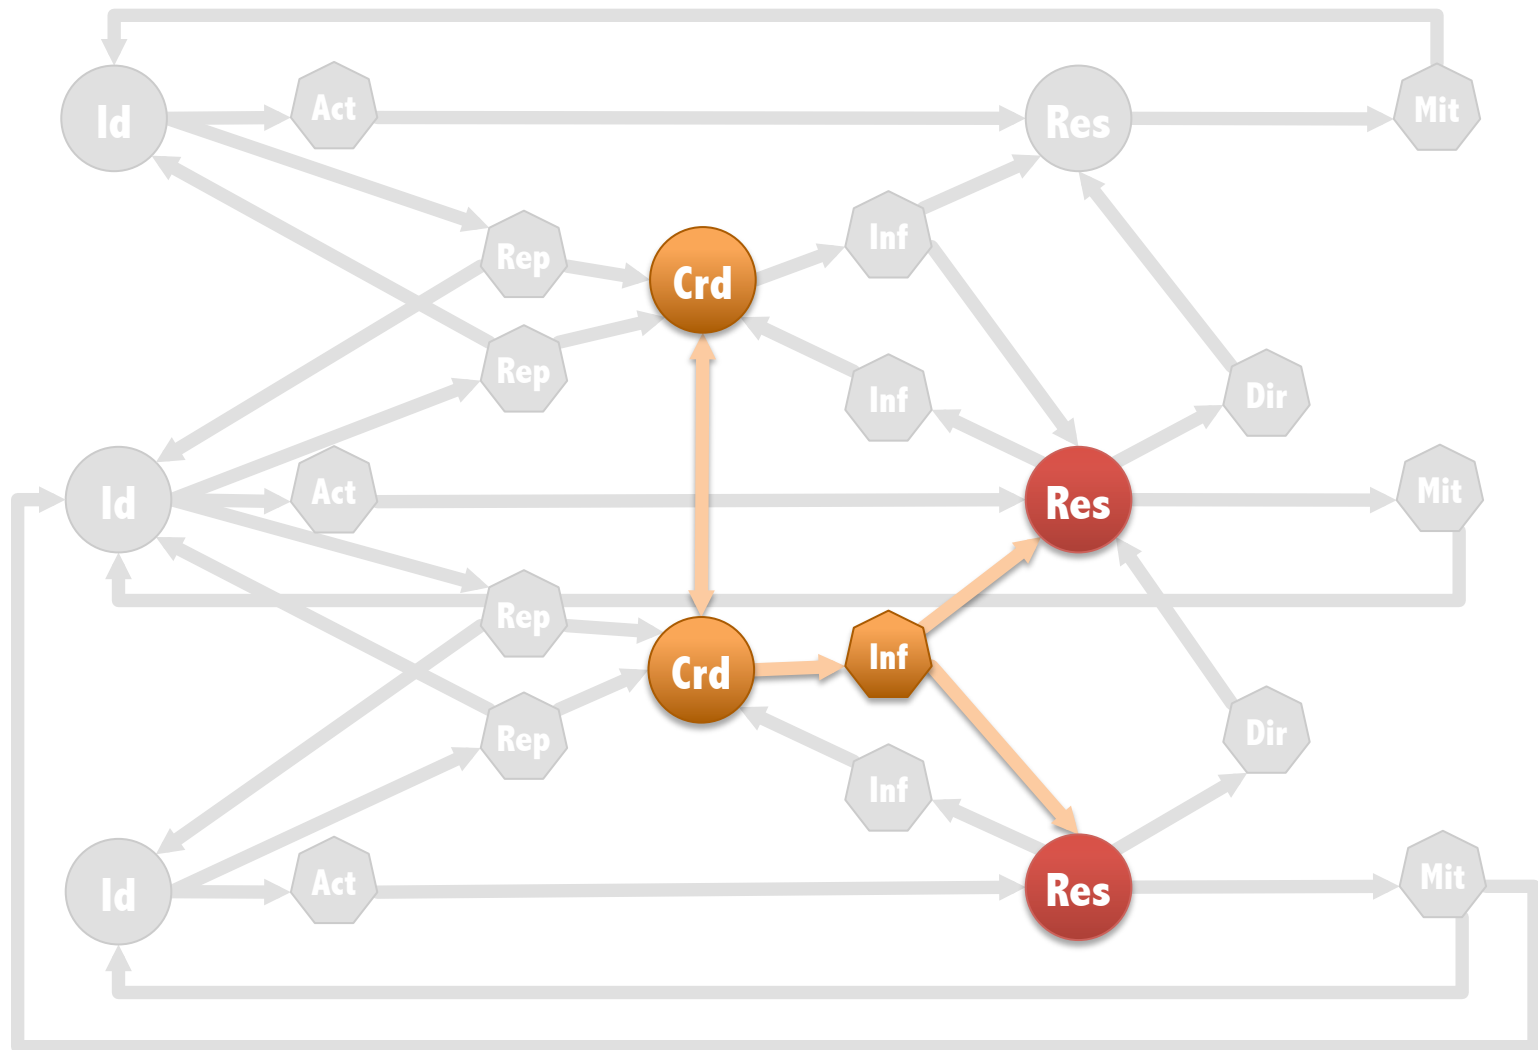 Id
Act
Res
Mit
Rep
Crd
Inf
Rep
Inf
Dir
Id
Act
Res
Mit
Rep
Crd
Inf
Rep
Dir
Inf
Id
Act
Res
Mit